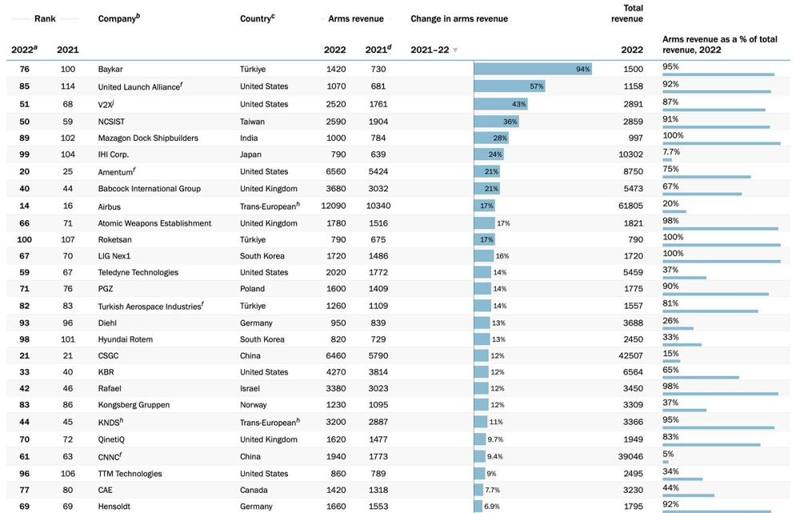 Rank Company^b Country^c Arms revenue Change in arms revenue Total revenue Arms revenue as a % of total revenue, 2022
2022^a 2021 2022 2021^d 2021–22 ▼ 2022
76 100 Baykar Türkiye 1420 730 94% 1500 95%
85 114 United Launch Alliance^f United States 1070 681 57% 1158 92%
51 68 V2X^j United States 2520 1761 43% 2891 87%
50 59 NCSIST Taiwan 2590 1904 36% 2859 91%
89 102 Mazagon Dock Shipbuilders India 1000 784 28% 997 100%
99 104 IHI Corp. Japan 790 639 24% 10302 7.7%
20 25 Amentum^f United States 6560 5424 21% 8750 75%
40 44 Babcock International Group United Kingdom 3680 3032 21% 5473 67%
14 16 Airbus Trans-European^h 12090 10340 17% 61805 20%
66 71 Atomic Weapons Establishment United Kingdom 1780 1516 17% 1821 98%
100 107 Roketsan Türkiye 790 675 17% 790 100%
67 70 LIG Nex1 South Korea 1720 1486 16% 1720 100%
59 67 Teledyne Technologies United States 2020 1772 14% 5459 37%
71 76 PGZ Poland 1600 1409 14% 1775 90%
82 83 Turkish Aerospace Industries^f Türkiye 1260 1109 14% 1557 81%
93 96 Diehl Germany 950 839 13% 3688 26%
98 101 Hyundai Rotem South Korea 820 729 13% 2450 33%
21 21 CSGC China 6460 5790 12% 42507 15%
33 40 KBR United States 4270 3814 12% 6564 65%
42 46 Rafael Israel 3380 3023 12% 3450 98%
83 86 Kongsberg Gruppen Norway 1230 1095 12% 3309 37%
44 45 KNDS^h Trans-European^h 3200 2887 11% 3366 95%
70 72 QinetiQ United Kingdom 1620 1477 9.7% 1949 83%
61 63 CNNC^f China 1940 1773 9.4% 39046 5%
96 106 TTM Technologies United States 860 789 9% 2495 34%
77 80 CAE Canada 1420 1318 7.7% 3230 44%
69 69 Hensoldt Germany 1660 1553 6.9% 1795 92%